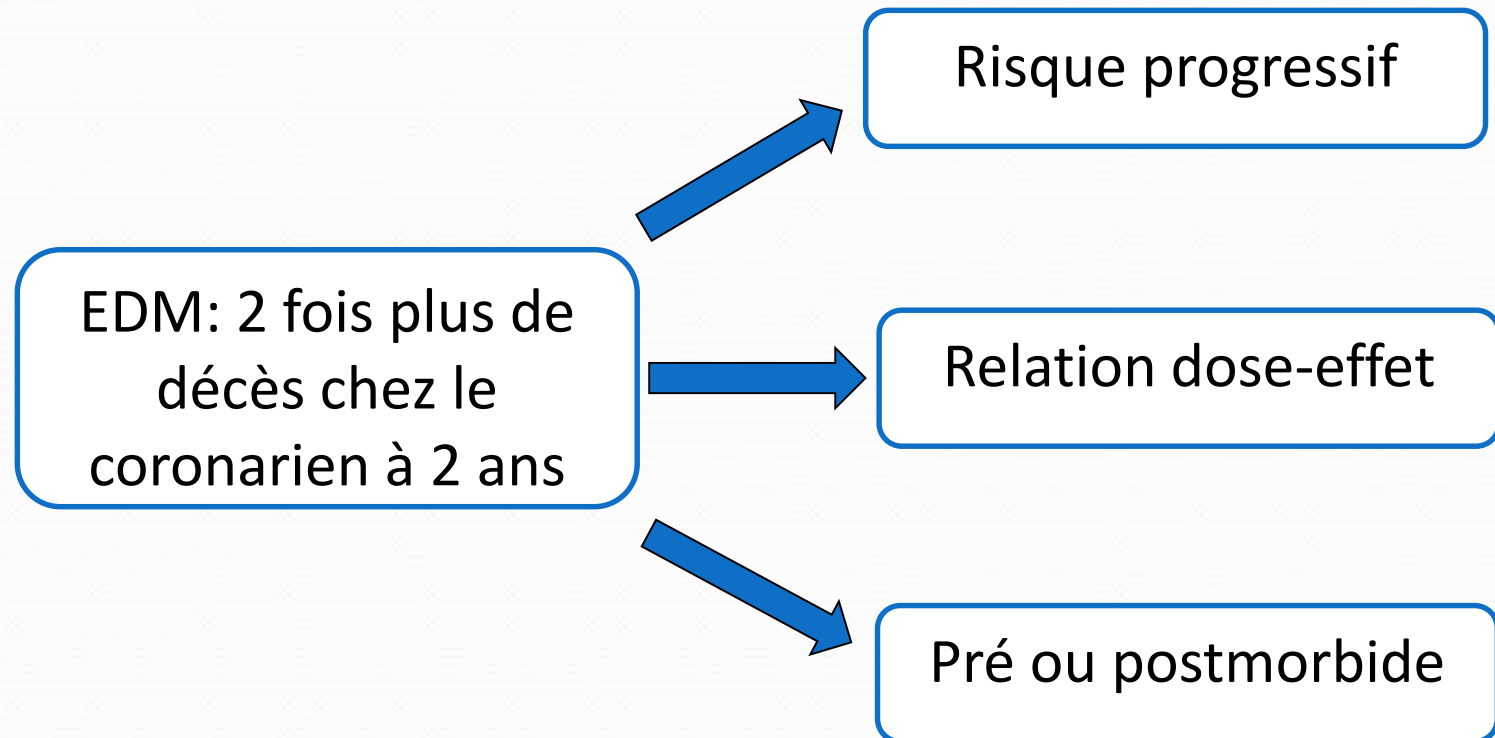 Risque progressif
EDM: 2 fois plus de
décès chez le
coronarien à 2 ans
Relation dose-effet
Pré ou postmorbide